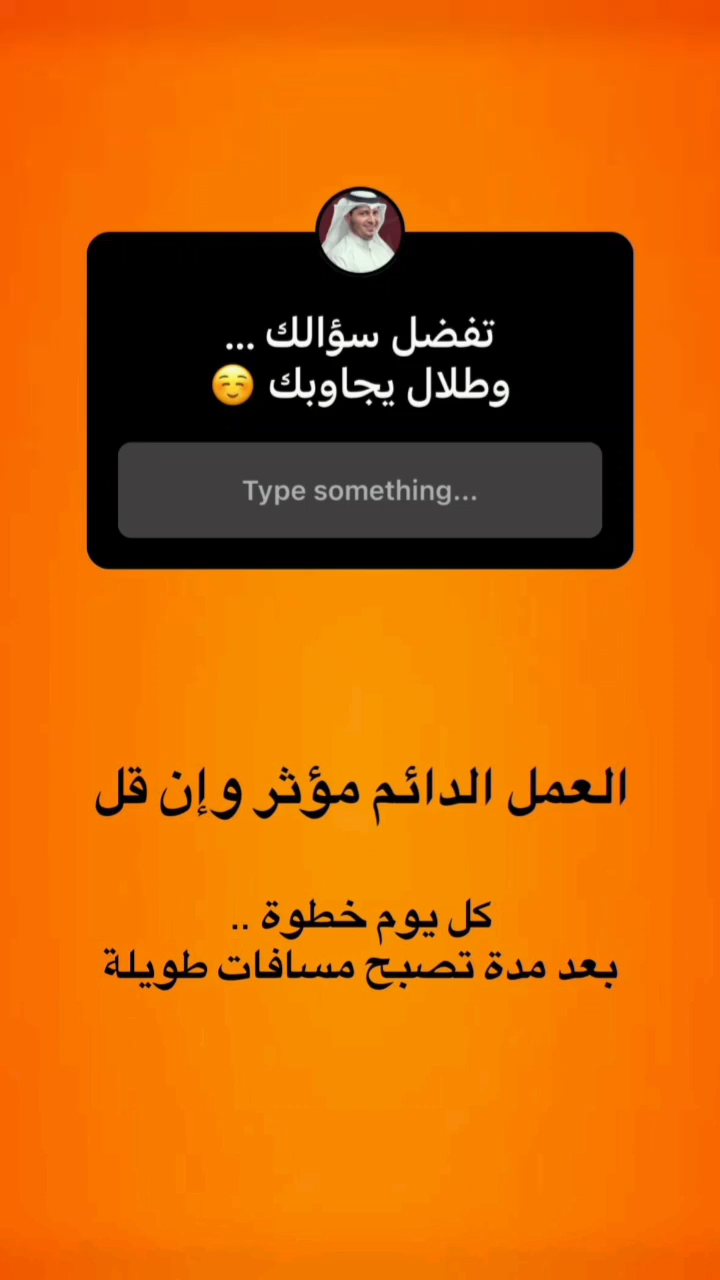 تفضل سؤالك ...
وطلال يجاوبك ☺️
Type something...
العمل الدائم مؤثر وإن قل
كل يوم خطوة ..
بعد مدة تصبح مسافات طويلة